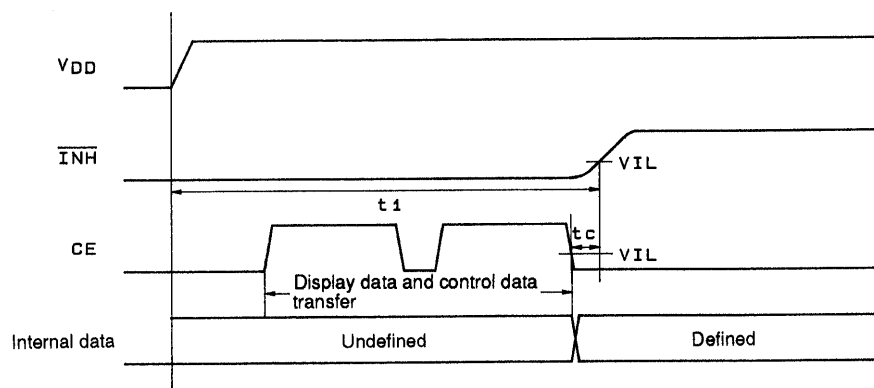 VDD
INH
VIL
t1
CE
tc
VIL
Display data and control data
transfer
Internal data
Undefined
Defined